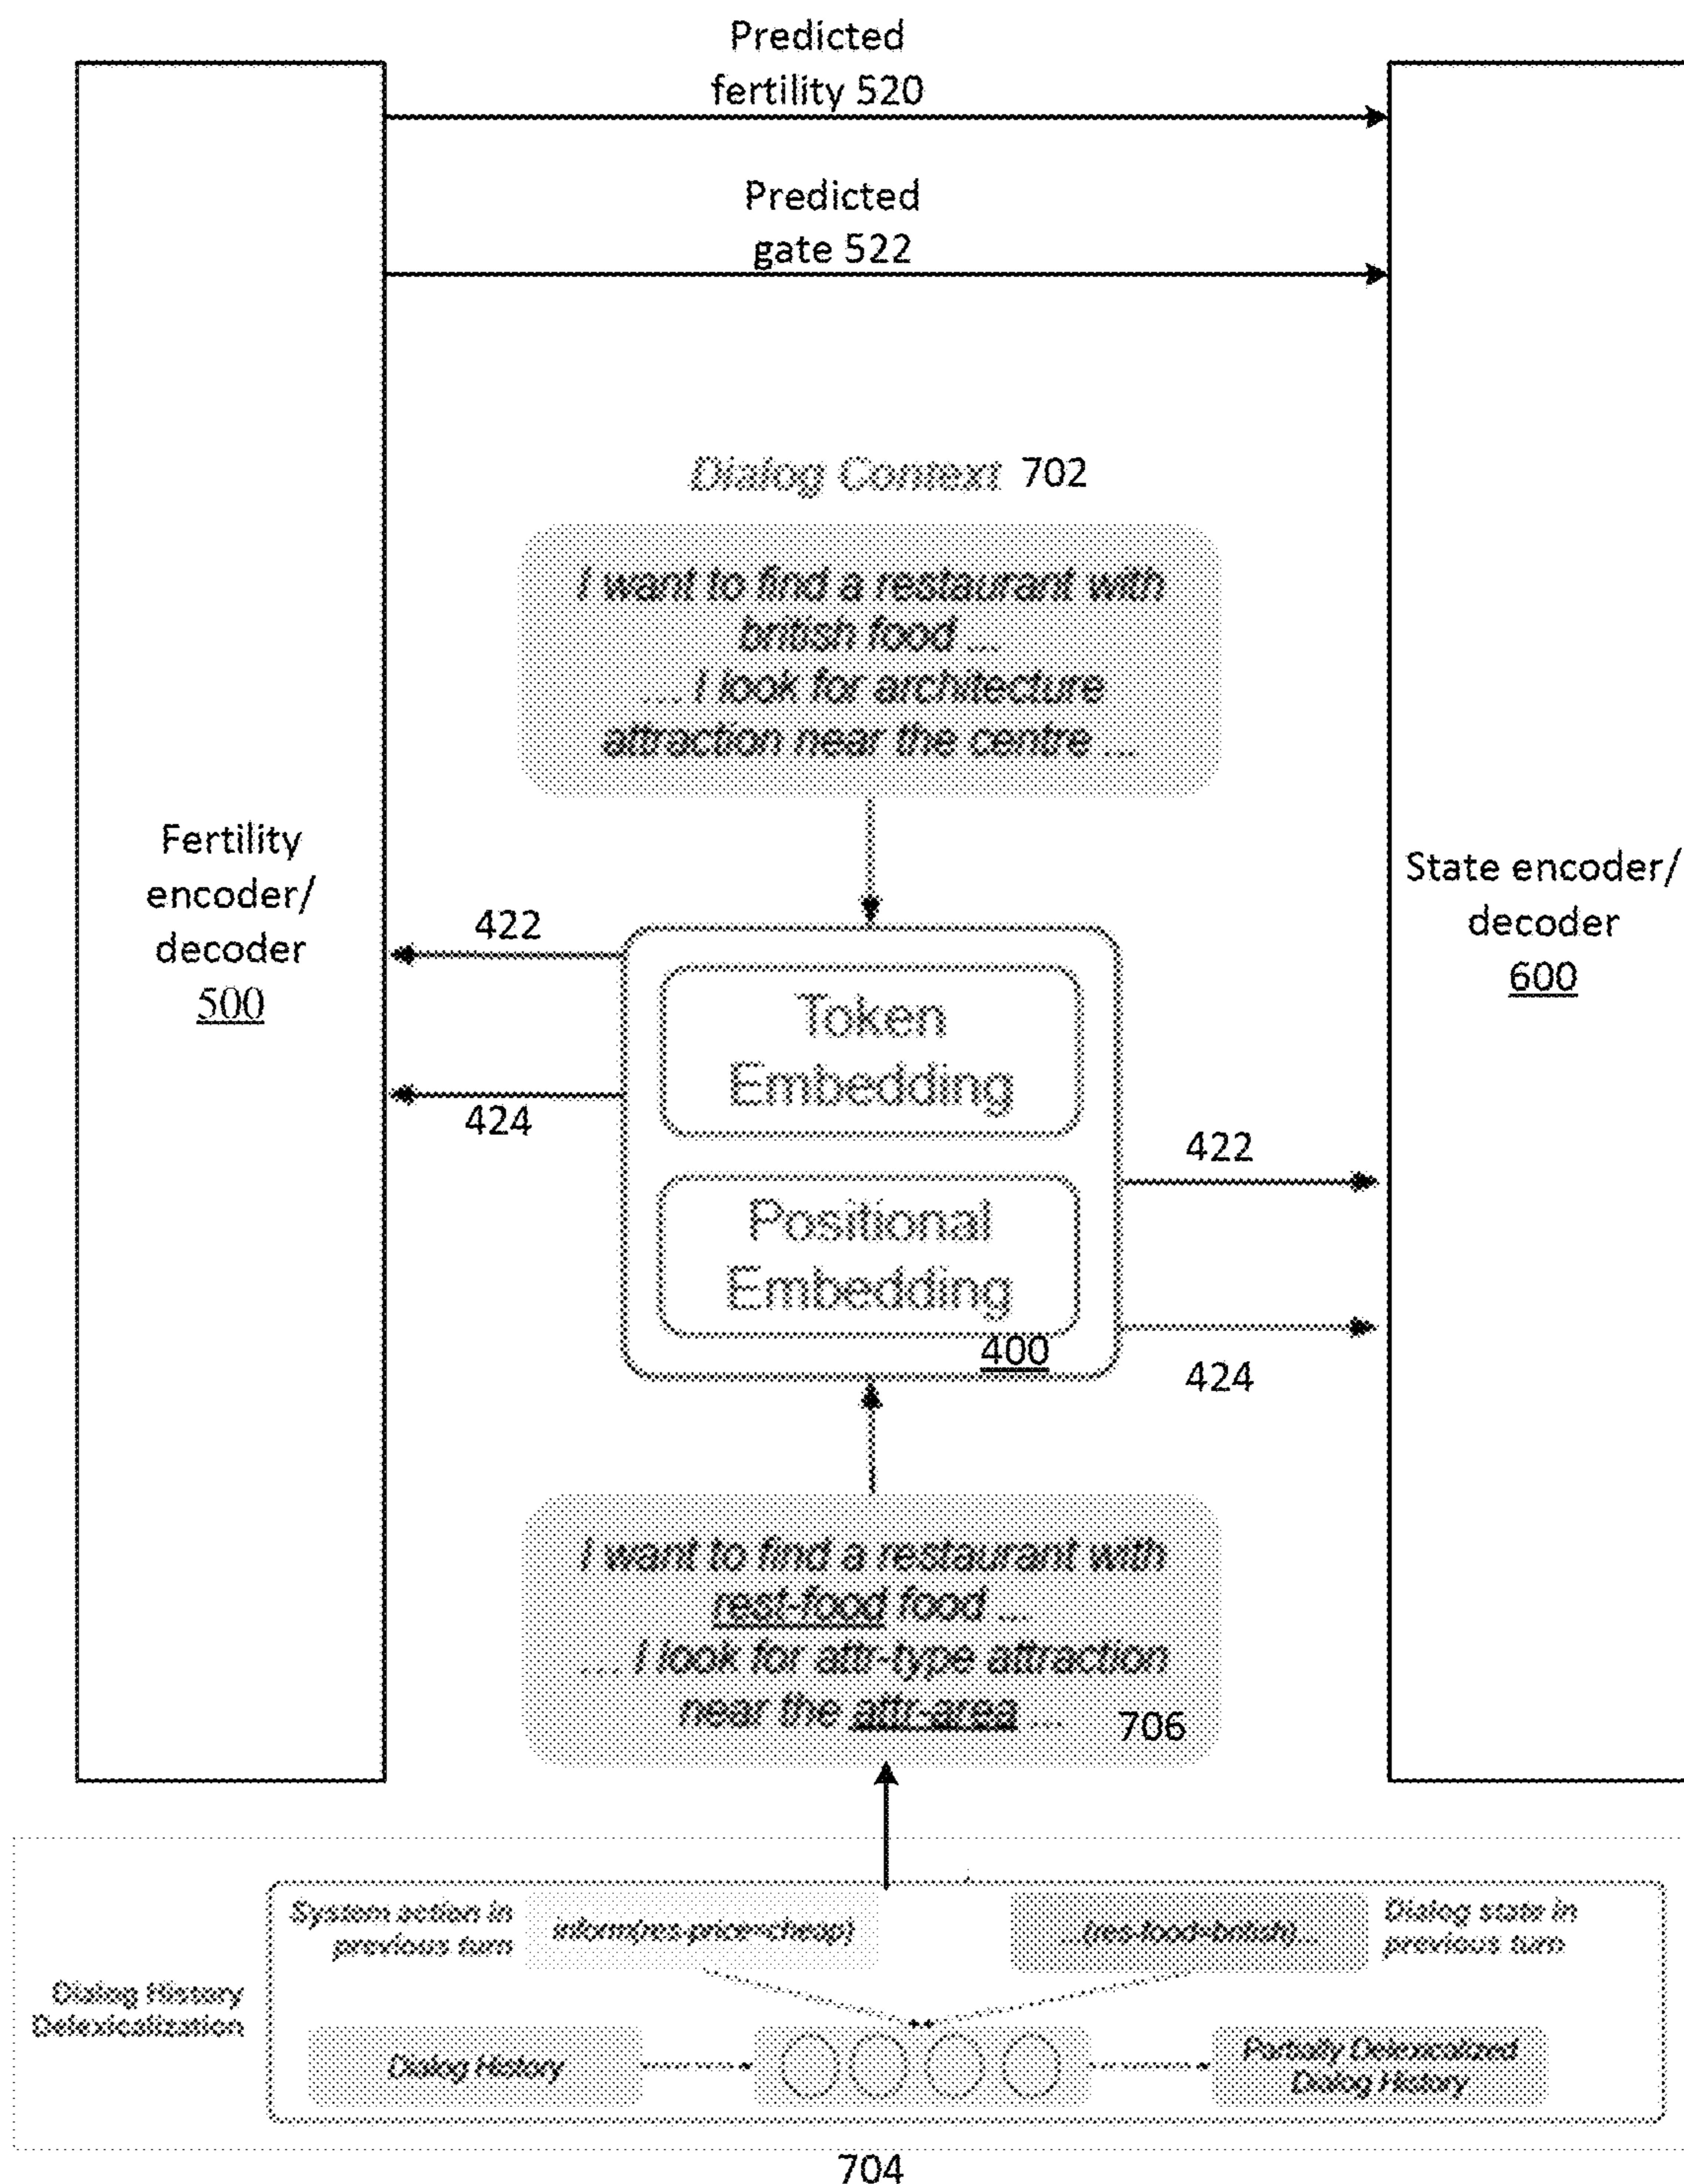 Predicted
fertility 520
Predicted
gate 522
Dialog Context 702
I want to find a restaurant with
british food ...
... I look for architecture
attraction near the centre ...
Fertility
encoder/
decoder
500
State encoder/
decoder
600
422
424
Token
Embedding
Positional
Embedding
400
422
424
I want to find a restaurant with
rest-food food ...
... I look for attr-type attraction
near the attr-area ...
706
System action in
previous turn
inform(res-price=cheap)
...(res-food=british)...
Dialog state in
previous turn
Dialog History
Delexicalization
Dialog History
Partially Delexicalized
Dialog History
704